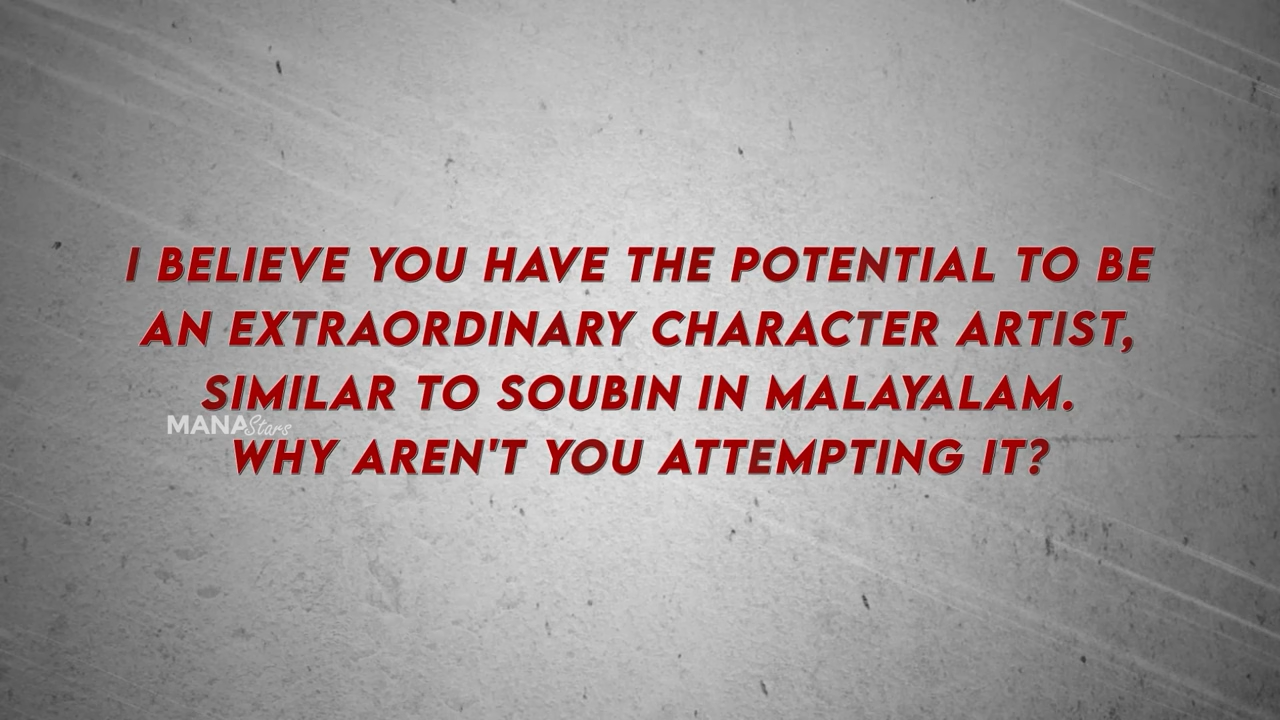 I BELIEVE YOU HAVE THE POTENTIAL TO BE
AN EXTRAORDINARY CHARACTER ARTIST,
SIMILAR TO SOUBIN IN MALAYALAM.
MANA Stars
WHY AREN'T YOU ATTEMPTING IT?